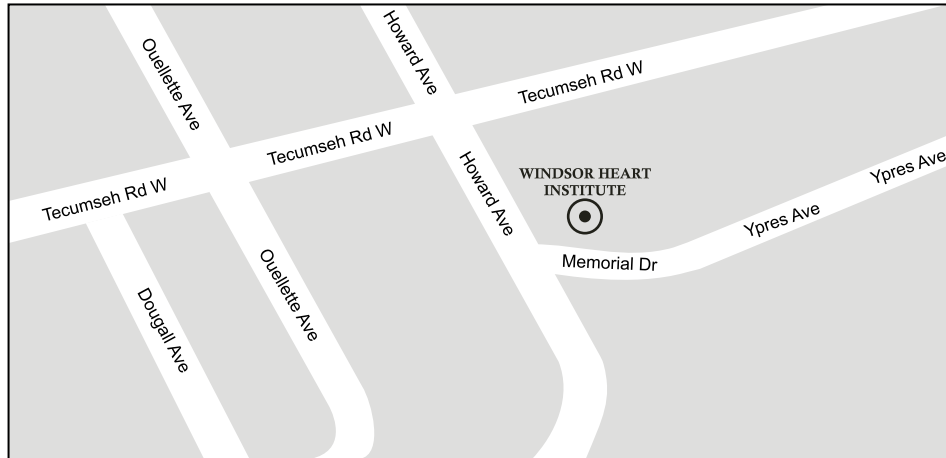 Ouellette Ave
Howard Ave
Tecumseh Rd W
Tecumseh Rd W
Tecumseh Rd W
Howard Ave
WINDSOR HEART
INSTITUTE
Ypres Ave
Ypres Ave
Memorial Dr
Ouellette Ave
Dougall Ave